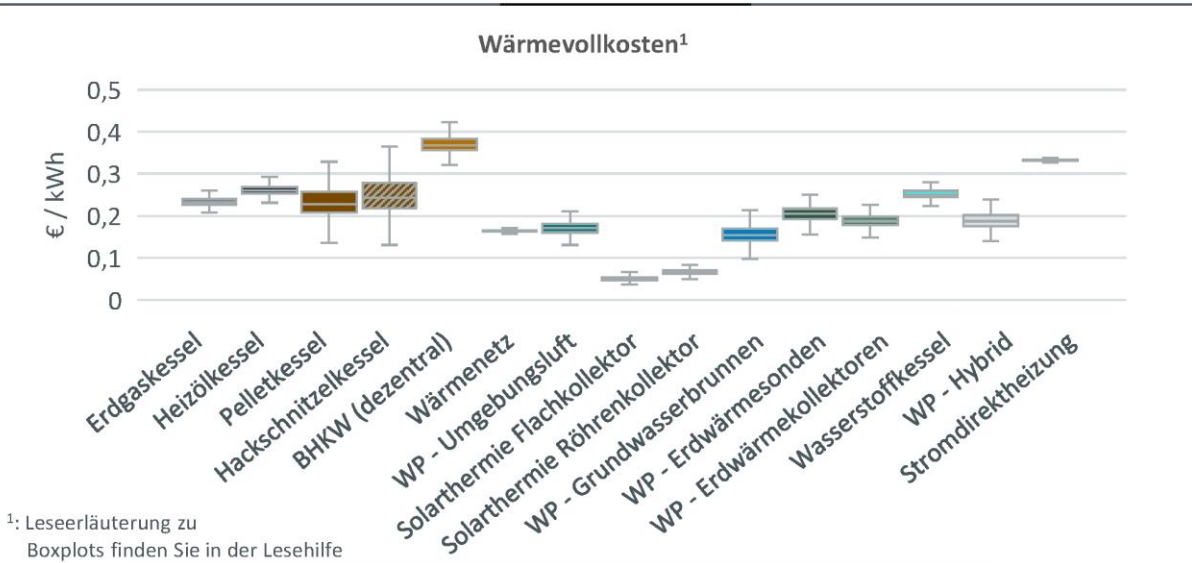 Wärmevollkosten¹
€ / kWh
0,5
0,4
0,3
0,2
0,1
0
Erdgaskessel
Heizölkessel
Pelletkessel
Hackschnitzelkessel
BHKW (dezentral)
Wärmenetz
WP - Umgebungsluft
Solarthermie Flachkollektor
Solarthermie Röhrenkollektor
WP - Grundwasserbrunnen
WP - Erdwärmesonden
WP - Erdwärmekollektoren
Wasserstoffkessel
WP - Hybrid
Stromdirektheizung
¹: Leseerläuterung zu
Boxplots finden Sie in der Lesehilfe